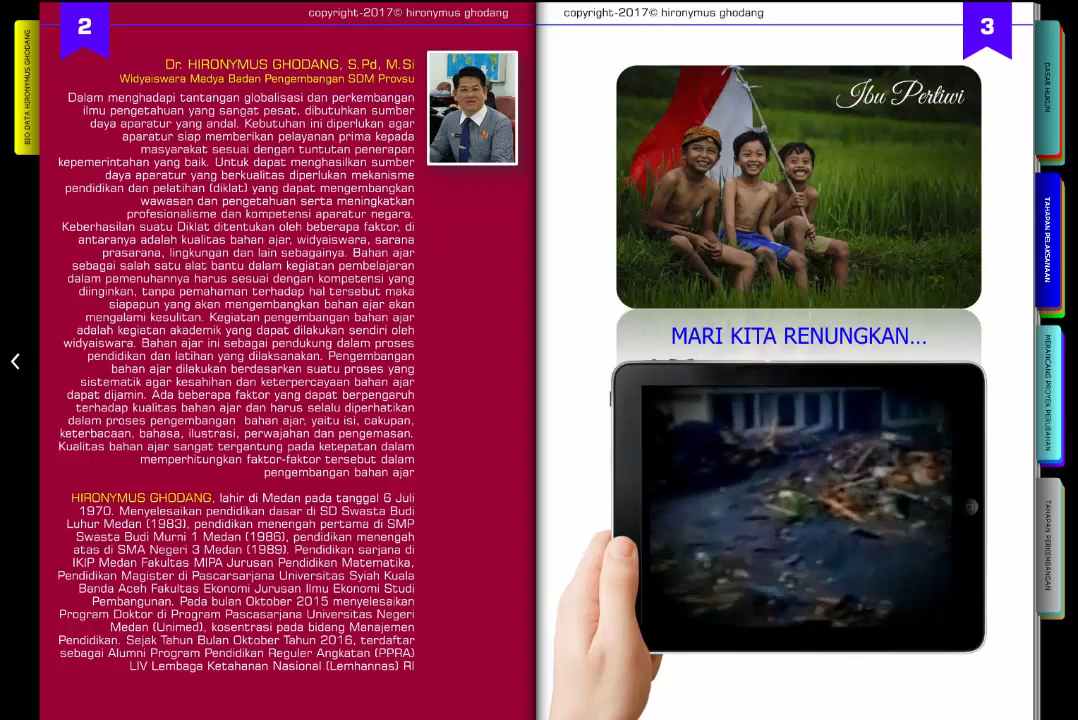 copyright-2017© hironymus ghodang
2
BIO DATA HIRONYMUS GHODANG
Dr. HIRONYMUS GHODANG, S.Pd, M.Si
Widyaiswara Madya Badan Pengembangan SDM Provsu
Dalam menghadapi tantangan globalisasi dan perkembangan
ilmu pengetahuan yang sangat pesat, dibutuhkan sumber
daya aparatur yang andal. Kebutuhan ini diperlukan agar
aparatur siap memberikan pelayanan prima kepada
masyarakat sesuai dengan tuntutan penerapan
kepemerintahan yang baik. Untuk dapat menghasilkan sumber
daya aparatur yang berkualitas diperlukan mekanisme
pendidikan dan pelatihan (diklat) yang dapat mengembangkan
wawasan dan pengetahuan serta meningkatkan
profesionalisme dan kompetensi aparatur negara.
Keberhasilan suatu Diklat ditentukan oleh beberapa faktor, di
antaranya adalah kualitas bahan ajar, widyaiswara, sarana
prasarana, lingkungan dan lain sebagainya. Bahan ajar
sebagai salah satu alat bantu dalam kegiatan pembelajaran
dalam pemenuhannya harus sesuai dengan kompetensi yang
diinginkan, tanpa pemahaman terhadap hal tersebut maka
siapapun yang akan mengembangkan bahan ajar akan
mengalami kesulitan. Kegiatan pengembangan bahan ajar
adalah kegiatan akademik yang dapat dilakukan sendiri oleh
widyaiswara. Bahan ajar ini sebagai pendukung dalam proses
pendidikan dan latihan yang dilaksanakan. Pengembangan
bahan ajar dilakukan berdasarkan suatu proses yang
sistematik agar kesahihan dan keterpercayaan bahan ajar
dapat dijamin. Ada beberapa faktor yang dapat berpengaruh
terhadap kualitas bahan ajar dan harus selalu diperhatikan
dalam proses pengembangan bahan ajar, yaitu isi, cakupan,
keterbacaan, bahasa, ilustrasi, perwajahan dan pengemasan.
Kualitas bahan ajar sangat tergantung pada ketepatan dalam
memperhitungkan faktor-faktor tersebut dalam
pengembangan bahan ajar
HIRONYMUS GHODANG, lahir di Medan pada tanggal 6 Juli
1970. Menyelesaikan pendidikan dasar di SD Swasta Budi
Luhur Medan (1983), pendidikan menengah pertama di SMP
Swasta Budi Murni 1 Medan (1986), pendidikan menengah
atas di SMA Negeri 3 Medan (1989). Pendidikan sarjana di
IKIP Medan Fakultas MIPA Jurusan Pendidikan Matematika,
Pendidikan Magister di Pascarsarjana Universitas Syiah Kuala
Banda Aceh Fakultas Ekonomi Jurusan Ilmu Ekonomi Studi
Pembangunan. Pada bulan Oktober 2015 menyelesaikan
Program Doktor di Program Pascasarjana Universitas Negeri
Medan (Unimed), kosentrasi pada bidang Manajemen
Pendidikan. Sejak Tahun Bulan Oktober Tahun 2016, terdaftar
sebagai Alumni Program Pendidikan Reguler Angkatan (PPRA)
LIV Lembaga Ketahanan Nasional (Lemhannas) RI
copyright-2017© hironymus ghodang
3
Ibu Pertiwi
MARI KITA RENUNGKAN...
DASAR HUKUM
TAHAPAN PELAKSANAAN
MERANCANG PROYEK PERUBAHAN
TAHAPAN PERKEMBANGAN